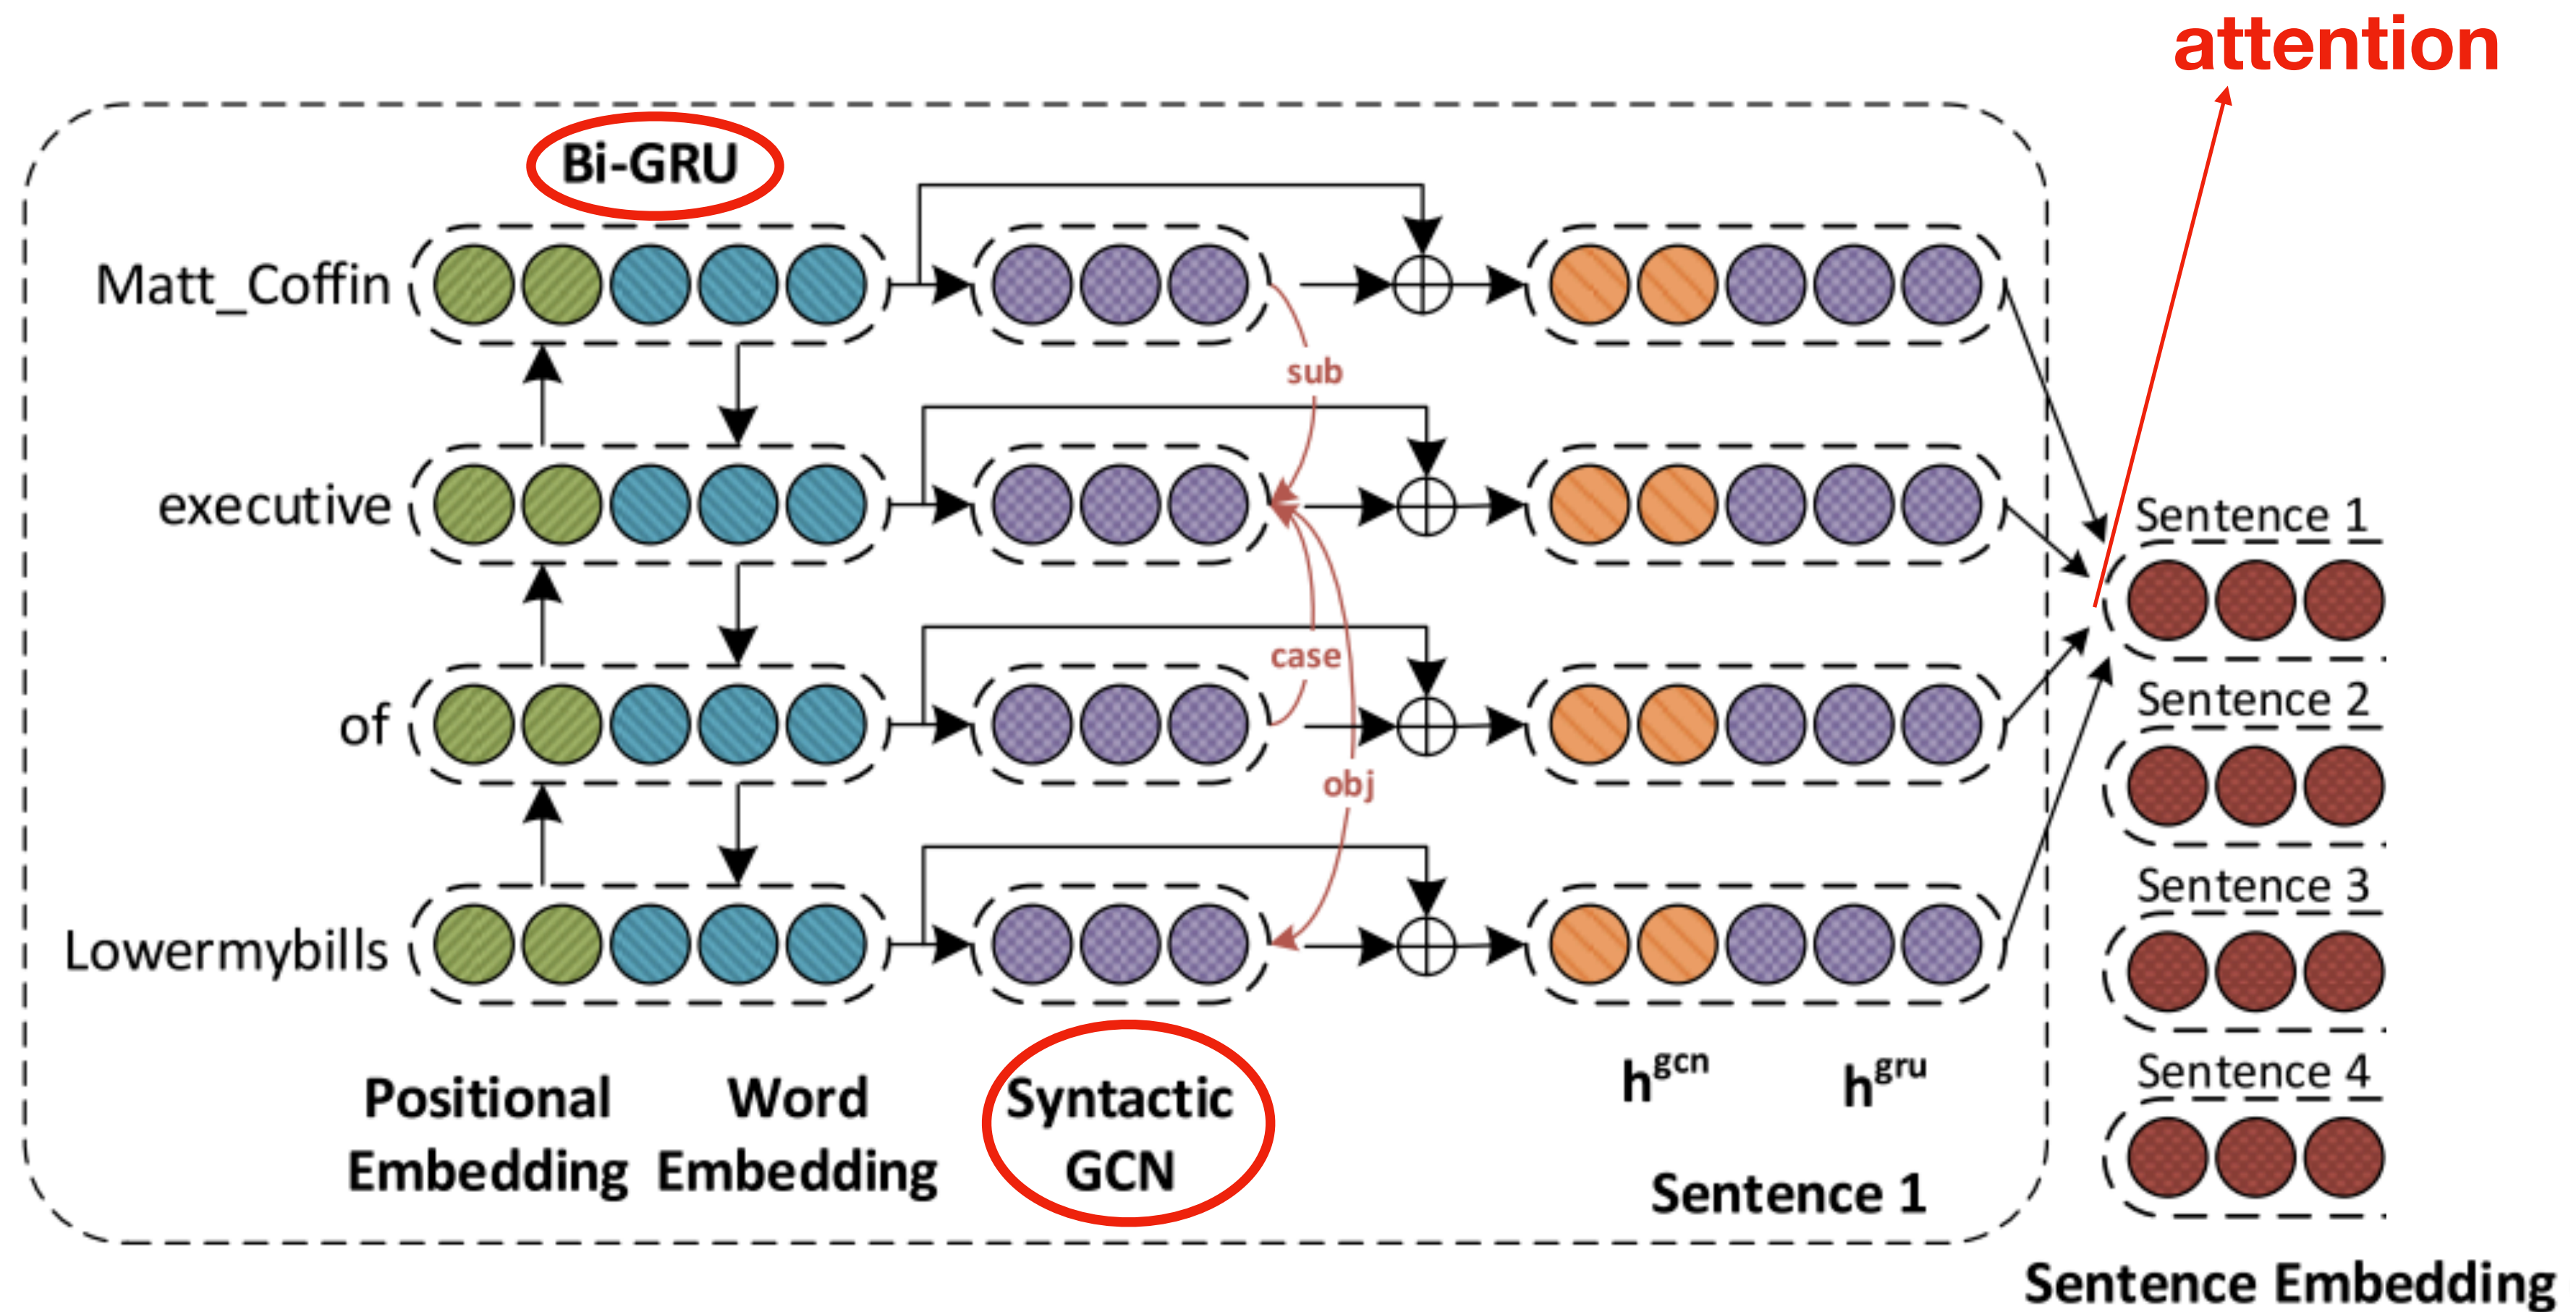 attention
Bi-GRU
Matt_Coffin
sub
executive
Sentence 1
case
of
Sentence 2
obj
Sentence 3
Lowermybills
h^gcn h^gru
Sentence 4
Positional Word Syntactic
Embedding Embedding GCN
Sentence 1
Sentence Embedding